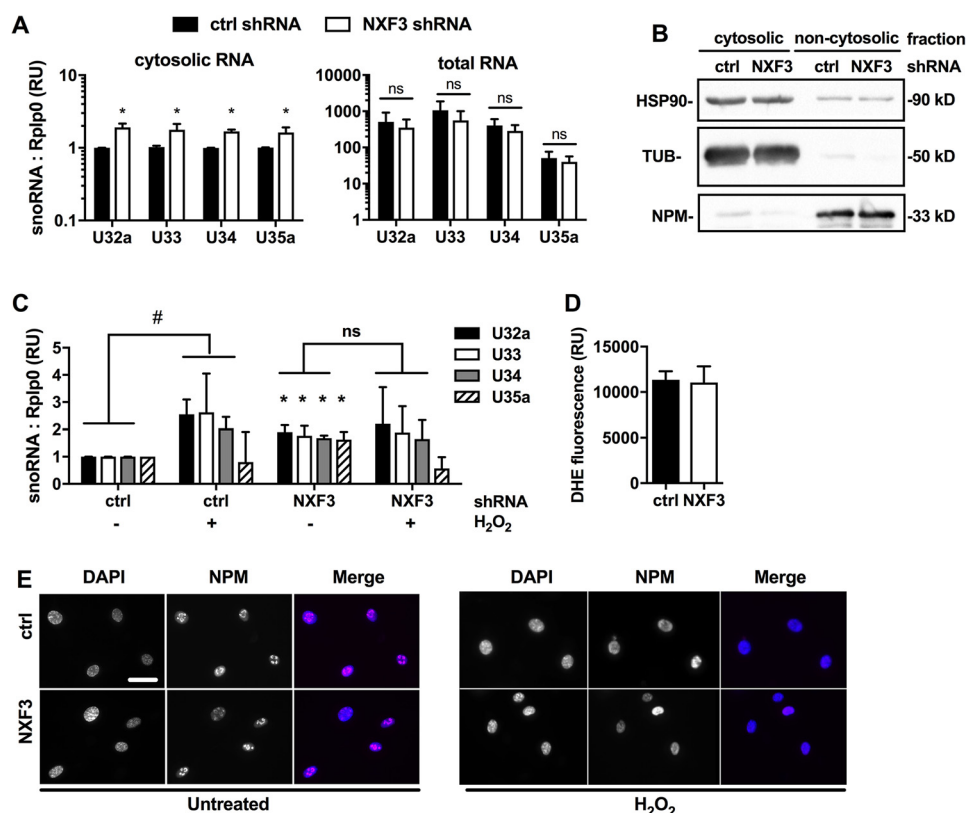 A
ctrl shRNA NXF3 shRNA
cytosolic RNA
snoRNA : Rplp0 (RU)
10
1
0.1
* * * *
U32a U33 U34 U35a
total RNA
1000
100
10
1
ns ns ns ns
U32a U33 U34 U35a
B
cytosolic non-cytosolic fraction
ctrl NXF3 ctrl NXF3 shRNA
HSP90- -90 kD
TUB- -50 kD
NPM- -33 kD
C
snoRNA : Rplp0 (RU)
5
4
3
2
1
0
# ns
* * * *
U32a
U33
U34
U35a
ctrl ctrl NXF3 NXF3 shRNA
- + - + H₂O₂
D
DHE fluorescence (RU)
15000
10000
5000
0
ctrl NXF3
E
DAPI NPM Merge DAPI NPM Merge
ctrl
NXF3
Untreated H₂O₂